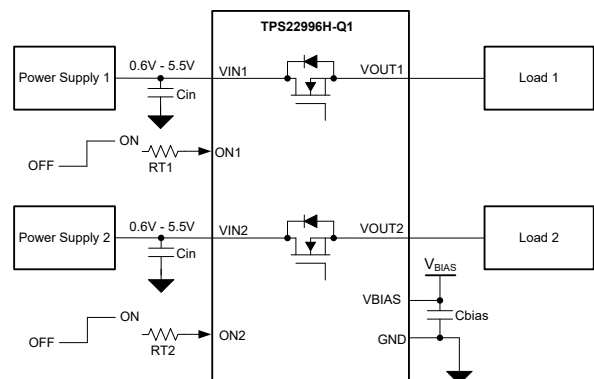 TPS22996H-Q1
Power Supply 1
0.6V - 5.5V
VIN1
VOUT1
Load 1
Cin
OFF
ON
RT1
ON1
Power Supply 2
0.6V - 5.5V
VIN2
VOUT2
Load 2
Cin
VBIAS
VBIAS
Cbias
GND
OFF
ON
RT2
ON2